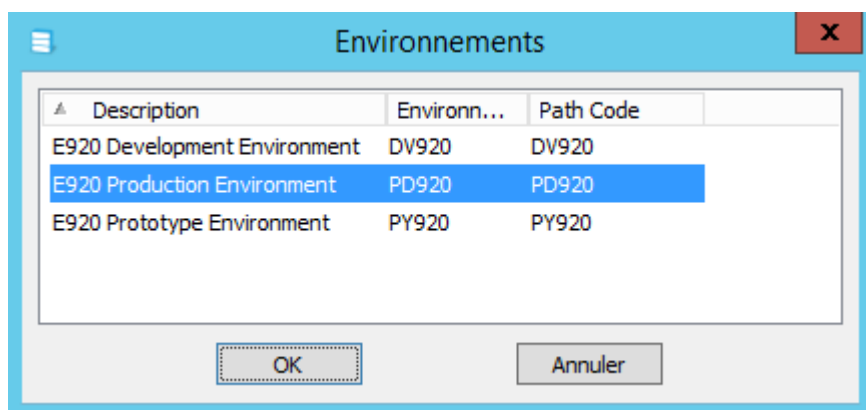 Environnements
x
Description Environn... Path Code
E920 Development Environment DV920 DV920
E920 Production Environment PD920 PD920
E920 Prototype Environment PY920 PY920
OK Annuler